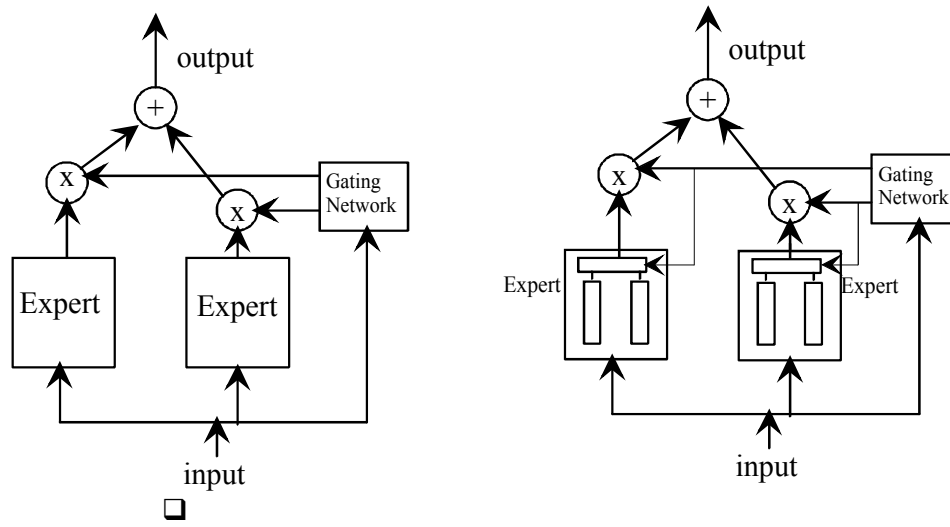 output
+
x
Gating
Network
x
Expert
Expert
input
output
+
x
Gating
Network
x
Expert
Expert
input